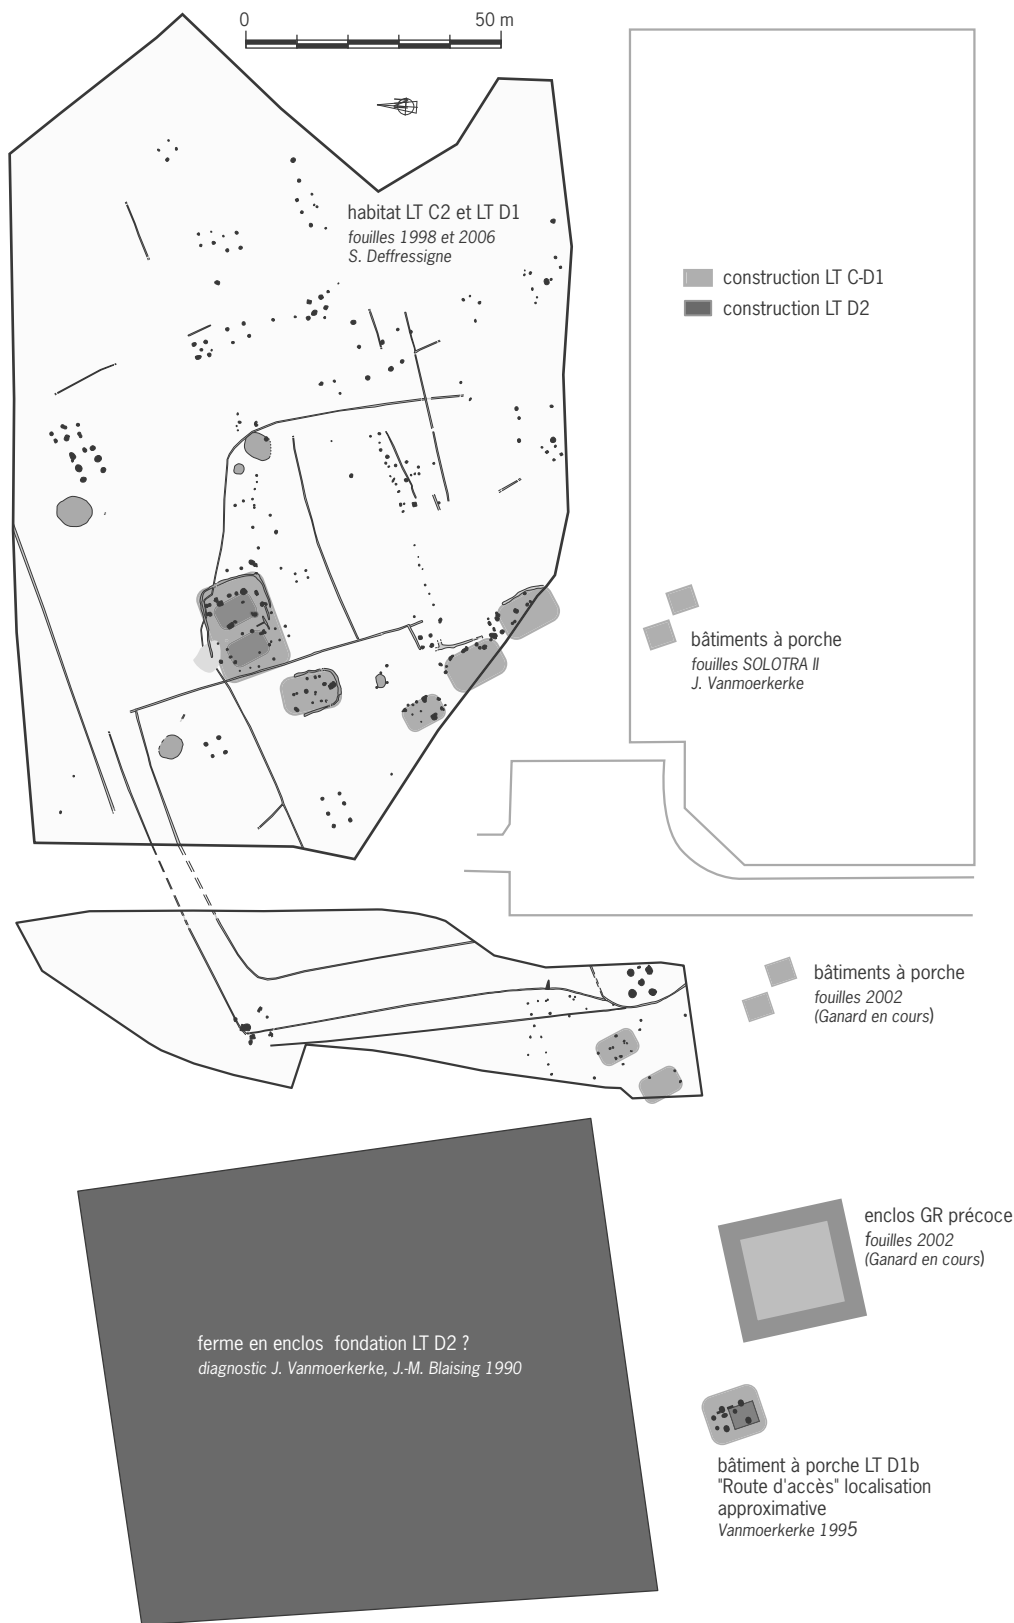 0 50 m
habitat LT C2 et LT D1
fouilles 1998 et 2006
S. Deffressigne
construction LT C-D1
construction LT D2
bâtiments à porche
fouilles SOLOTRA II
J. Vanmoerkerke
bâtiments à porche
fouilles 2002
(Ganard en cours)
enclos GR précoce
fouilles 2002
(Ganard en cours)
ferme en enclos fondation LT D2 ?
diagnostic J. Vanmoerkerke, J.-M. Blaising 1990
bâtiment à porche LT D1b
"Route d'accès" localisation
approximative
Vanmoerkerke 1995